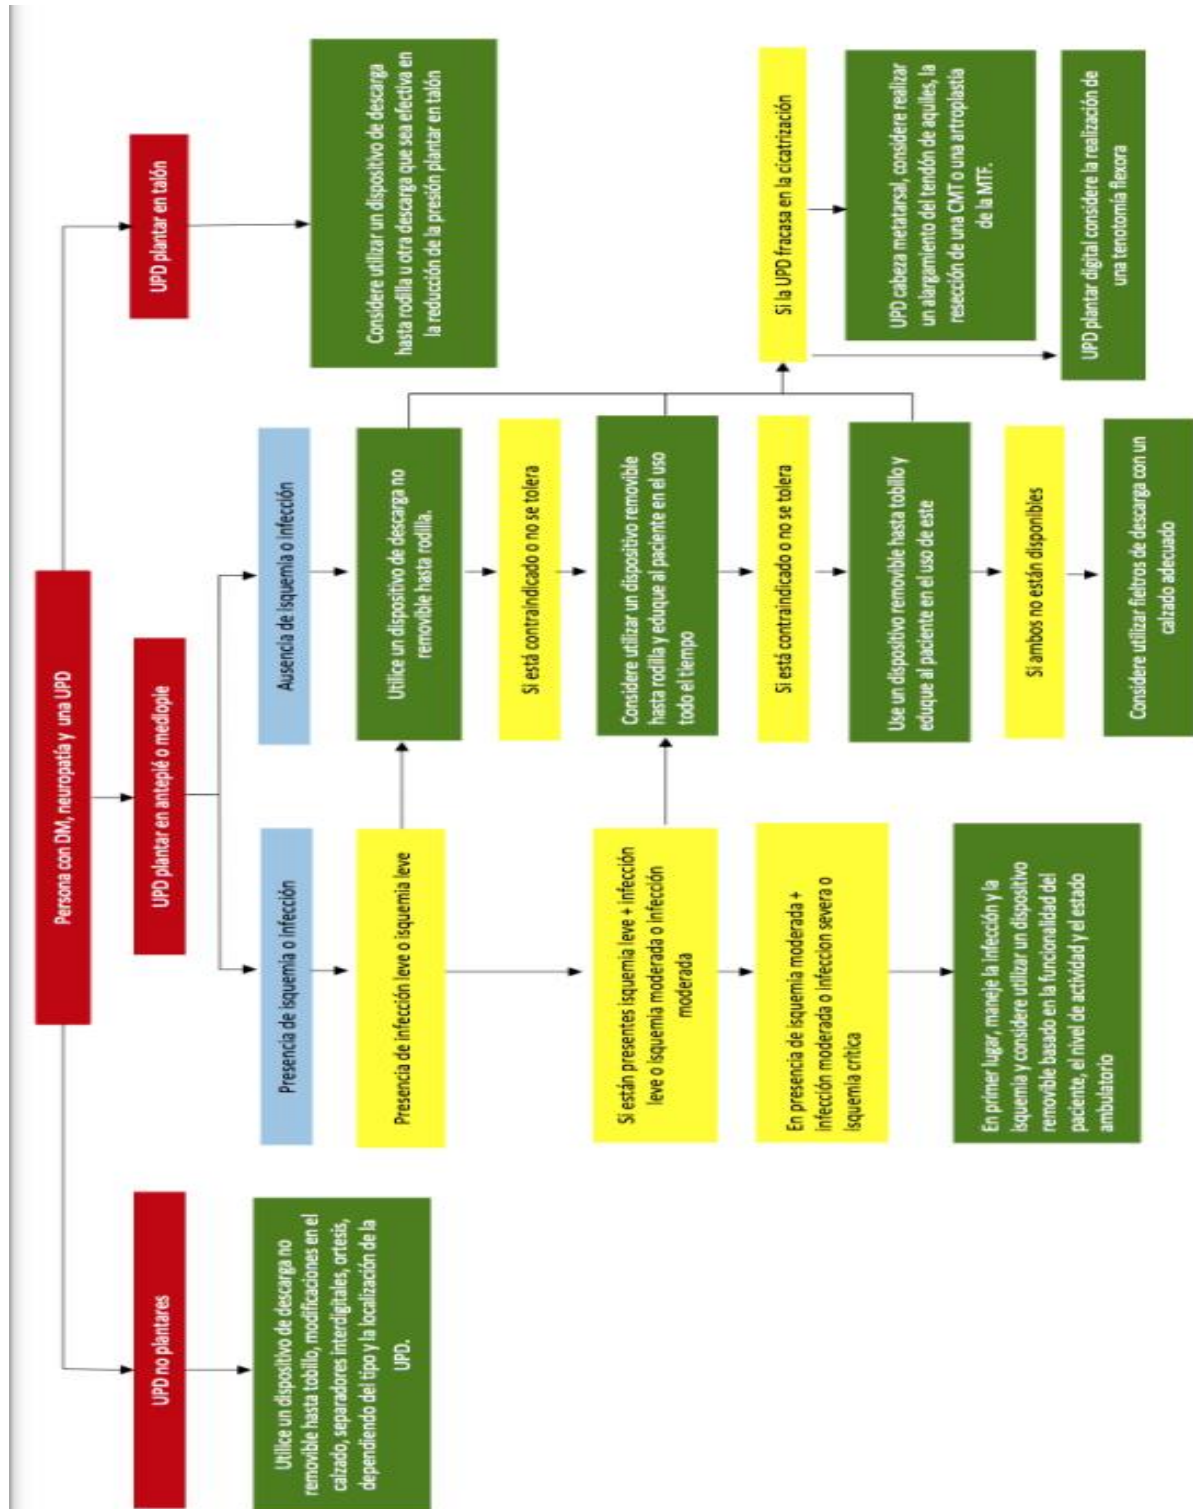 Persona con DM, neuropatía y una UPD
UPD no plantares
UPD plantar en antepié o mediopie
UPD plantar en talón
Utilice un dispositivo de descarga no
removible hasta tobillo, modificaciones en el
calzado, separadores interdigitales, ortesis,
dependiendo del tipo y la localización de la
UPD.
Presencia de isquemia o infección
Ausencia de isquemia o infección
Considere utilizar un dispositivo de descarga
hasta rodilla u otra descarga que sea efectiva en
la reducción de la presión plantar en talón
Presencia de infección leve o isquemia leve
Utilice un dispositivo de descarga no
removible hasta rodilla.
Si está contraindicado o no se tolera
Si están presentes isquemia leve + infección
leve o isquemia moderada o infección
moderada
Considere utilizar un dispositivo removible
hasta rodilla y eduque al paciente en el uso
todo el tiempo
En presencia de isquemia moderada +
infección moderada o infeccion severa o
isquemia crítica
Si está contraindicado o no se tolera
Si la UPD fracasa en la cicatrización
En primer lugar, maneje la infección y la
isquemia y considere utilizar un dispositivo
removible basado en la funcionalidad del
paciente, el nivel de actividad y el estado
ambulatorio
Use un dispositivo removible hasta tobillo y
eduque al paciente en el uso de este
UPD cabeza metatarsal, considere realizar
un alargamiento del tendón de aquiles, la
resección de una CMT o una artroplastia
de la MTF.
Si ambos no están disponibles
UPD plantar digital considere la realización de
una tenotomía flexora
Considere utilizar fieltros de descarga con un
calzado adecuado